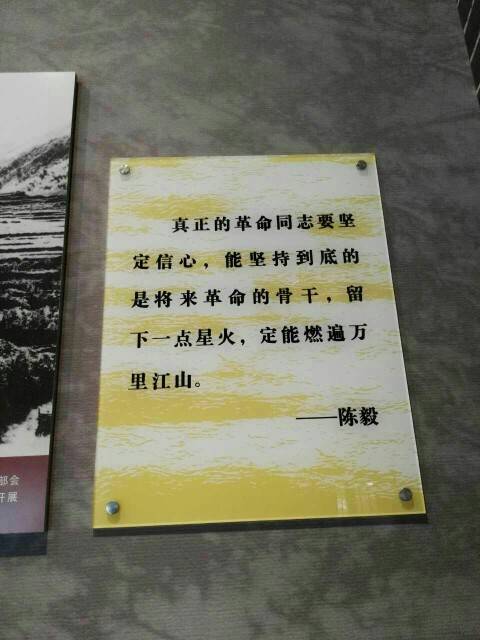 真正的革命同志要坚
定信心，能坚持到底的
是将来革命的骨干，留
下一点星火，定能燃遍万
里江山。
——陈毅
部会
开展